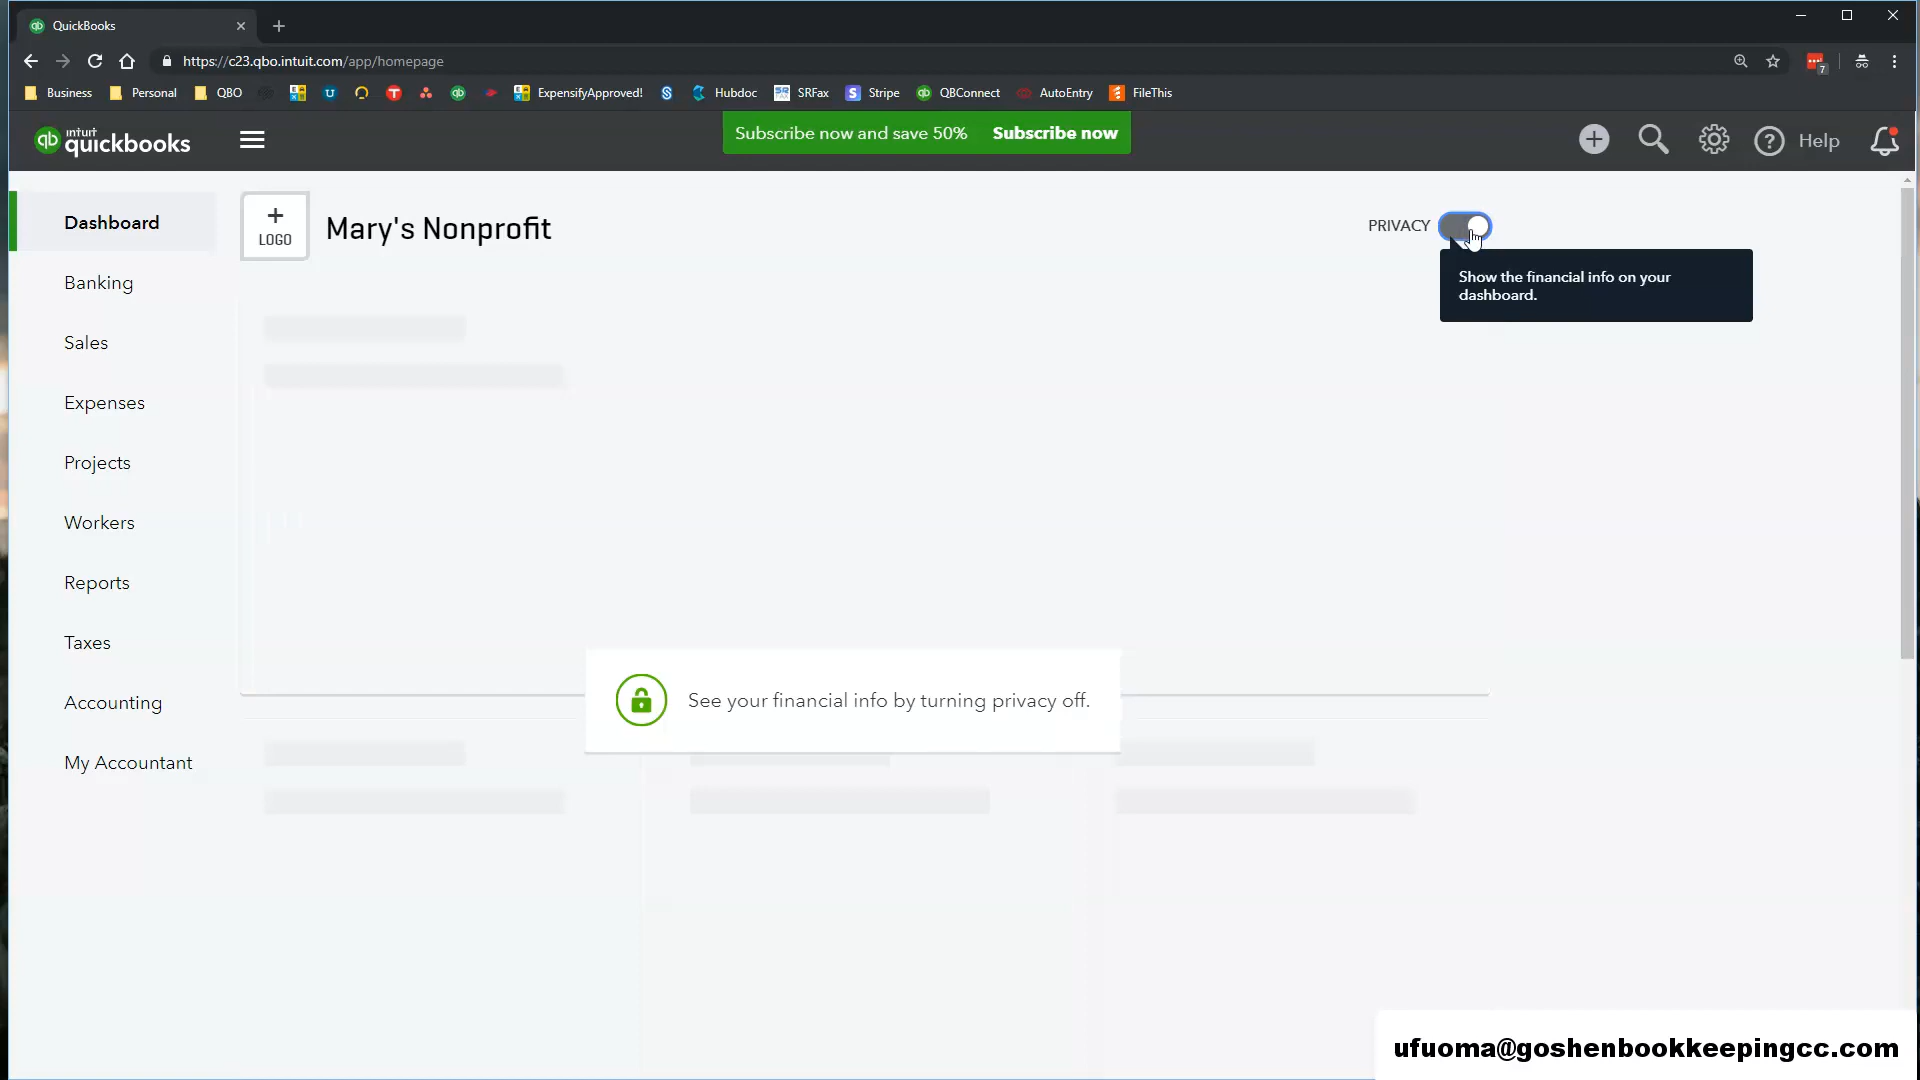 QuickBooks
https://c23.qbo.intuit.com/app/homepage
7
Business Personal QBO ExpensifyApproved! Hubdoc SRFax Stripe QBConnect AutoEntry FileThis
intuit quickbooks
Subscribe now and save 50% Subscribe now
Help
Dashboard
Banking
Sales
Expenses
Projects
Workers
Reports
Taxes
Accounting
My Accountant
+
LOGO
Mary's Nonprofit
PRIVACY
Show the financial info on your
dashboard.
See your financial info by turning privacy off.
ufuoma@goshenbookkeepingcc.com